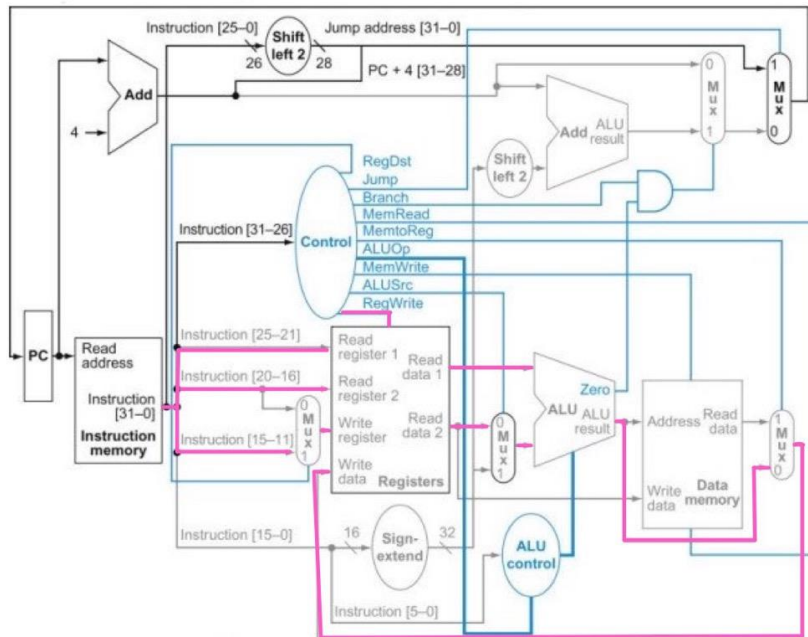 Instruction [25–0]
Shift left 2
Jump address [31–0]
26
28
PC + 4 [31–28]
Add
4
0
Mux
1
1
Mux
0
Add
ALU result
Shift left 2
RegDst
Jump
Branch
MemRead
MemtoReg
ALUOp
MemWrite
ALUSrc
RegWrite
Control
Instruction [31–26]
PC
Read address
Instruction [31–0]
Instruction memory
Instruction [25–21]
Instruction [20–16]
Instruction [15–11]
0
Mux
1
Read register 1
Read register 2
Write register
Write data
Read data 1
Read data 2
Registers
0
Mux
1
Zero
ALU
ALU result
Address
Read data
Write data
Data memory
1
Mux
0
Instruction [15–0]
16
Sign-extend
32
ALU control
Instruction [5–0]